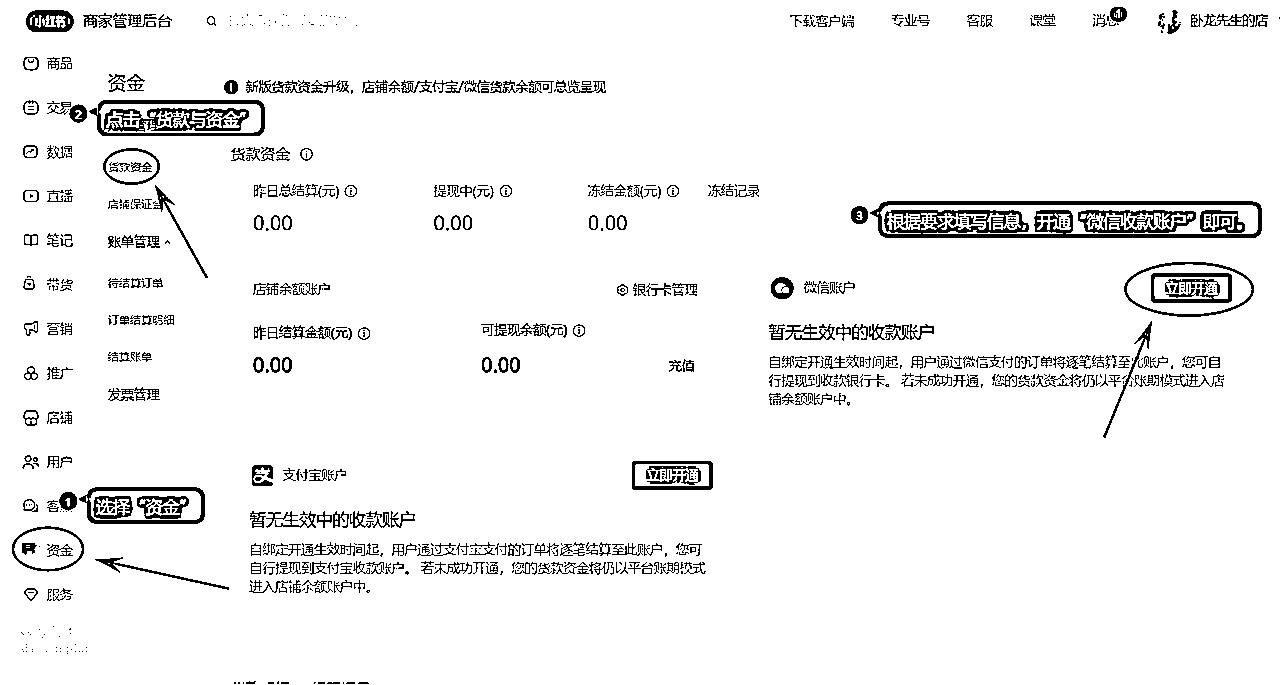 小红书 商家管理后台
下载客户端 专业号 客服 课堂 消息 卧龙先生的店
商品
交易
数据
直播
笔记
带货
营销
推广
店铺
用户
资金
服务
资金
2 点击“货款与资金”
货款资金
店铺保证金
账单管理
待结算订单
订单结算明细
结算账单
发票管理
1 选择“资金”
新版货款资金升级，店铺余额/支付宝/微信货款余额可总览呈现
货款资金
昨日总结算(元) 提现中(元) 冻结金额(元) 冻结记录
0.00 0.00 0.00
店铺余额账户 银行卡管理
昨日结算金额(元) 可提现余额(元)
0.00 0.00 充值
3 根据要求填写信息，开通“微信收款账户”即可。
微信账户 立即开通
暂无生效中的收款账户
自绑定开通生效时间起，用户通过微信支付的订单将逐笔结算至此账户，您可自
行提现到收款银行卡。 若未成功开通，您的货款资金将仍以平台账期模式进入店
铺余额账户中。
支付宝账户 立即开通
暂无生效中的收款账户
自绑定开通生效时间起，用户通过支付宝支付的订单将逐笔结算至此账户，您可
自行提现到支付宝收款账户。 若未成功开通，您的货款资金将仍以平台账期模式
进入店铺余额账户中。